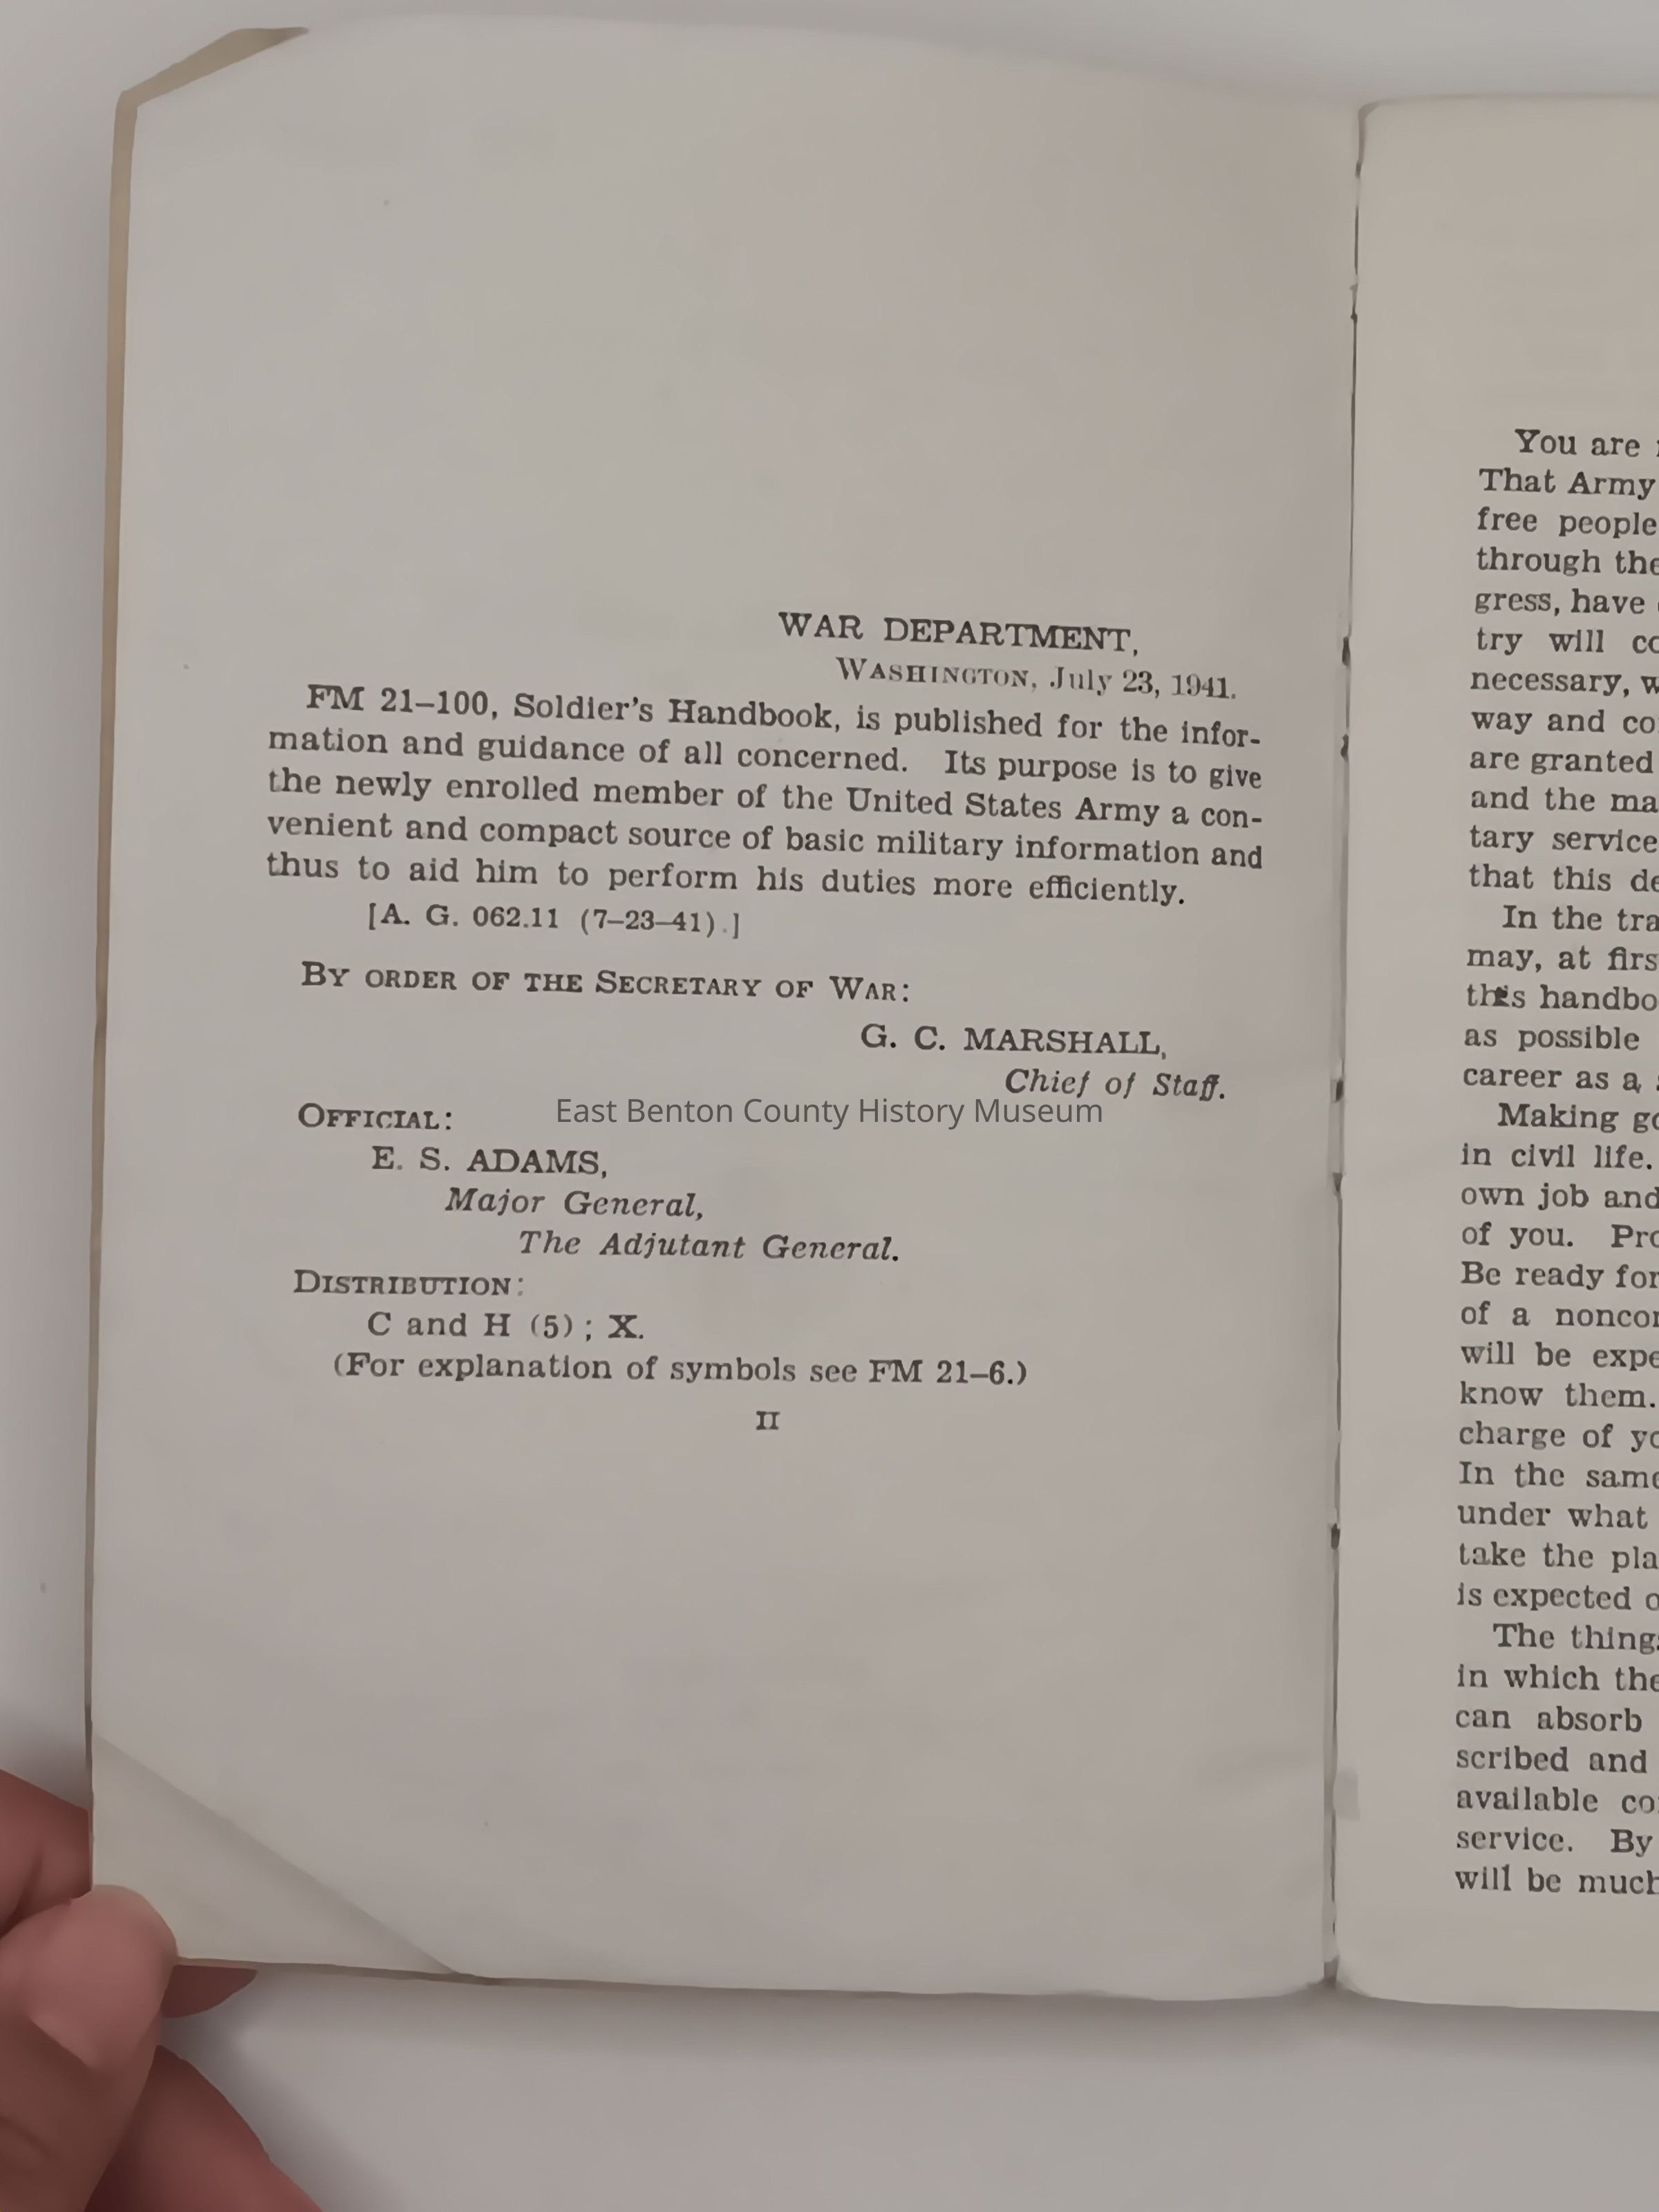 WAR DEPARTMENT,
WASHINGTON, July 23, 1941.
FM 21–100, Soldier's Handbook, is published for the infor-
mation and guidance of all concerned. Its purpose is to give
the newly enrolled member of the United States Army a con-
venient and compact source of basic military information and
thus to aid him to perform his duties more efficiently.
[A. G. 062.11 (7–23–41).]
BY ORDER OF THE SECRETARY OF WAR:
G. C. MARSHALL,
Chief of Staff.
OFFICIAL:
E. S. ADAMS,
Major General,
The Adjutant General.
DISTRIBUTION:
C and H (5); X.
(For explanation of symbols see FM 21–6.)
II
East Benton County History Museum
You are
That Army
free people
through the
gress, have
try will
necessary,
way and
are granted
and the
tary service
that this
In the
may, at
this
as possible
career as a
Making
in civil life.
own job and
of you.
Be ready for
of a
will be
know them.
charge of
In the same
under what
take the
is expected
The
in which the
can absorb
scribed and
available
service. By
will be much